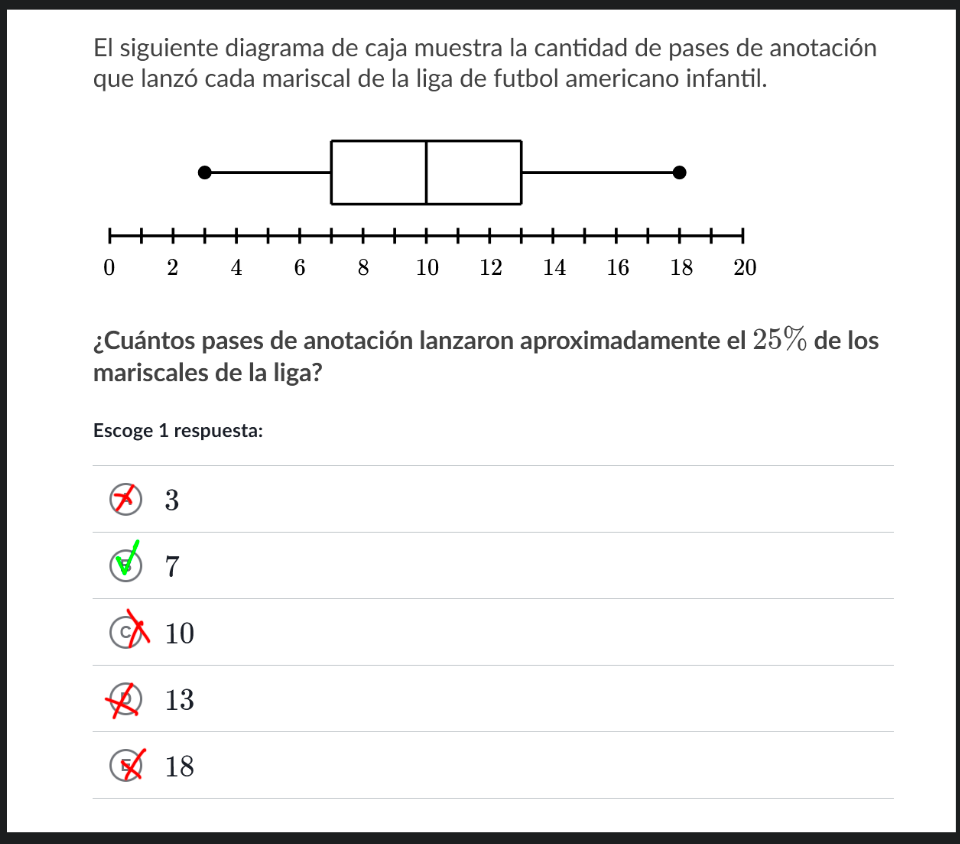 El siguiente diagrama de caja muestra la cantidad de pases de anotación
que lanzó cada mariscal de la liga de futbol americano infantil.
0 2 4 6 8 10 12 14 16 18 20
¿Cuántos pases de anotación lanzaron aproximadamente el 25% de los
mariscales de la liga?
Escoge 1 respuesta:
3
B 7
C 10
D 13
E 18